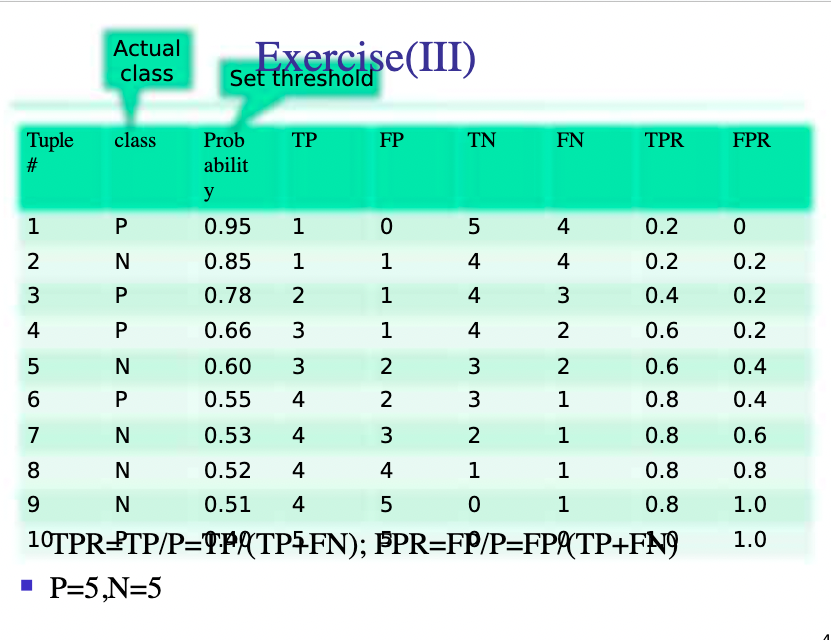 Actual
class
Exercise(III)
Set threshold
Tuple # class Probability TP FP TN FN TPR FPR
1 P 0.95 1 0 5 4 0.2 0
2 N 0.85 1 1 4 4 0.2 0.2
3 P 0.78 2 1 4 3 0.4 0.2
4 P 0.66 3 1 4 2 0.6 0.2
5 N 0.60 3 2 3 2 0.6 0.4
6 P 0.55 4 2 3 1 0.8 0.4
7 N 0.53 4 3 2 1 0.8 0.6
8 N 0.52 4 4 1 1 0.8 0.8
9 N 0.51 4 5 0 1 0.8 1.0
10 P 0.40 5 5 0 0 1.0 1.0
TPR=TP/P=TP/(TP+FN); FPR=FP/P=FP/(TP+FN)
P=5,N=5